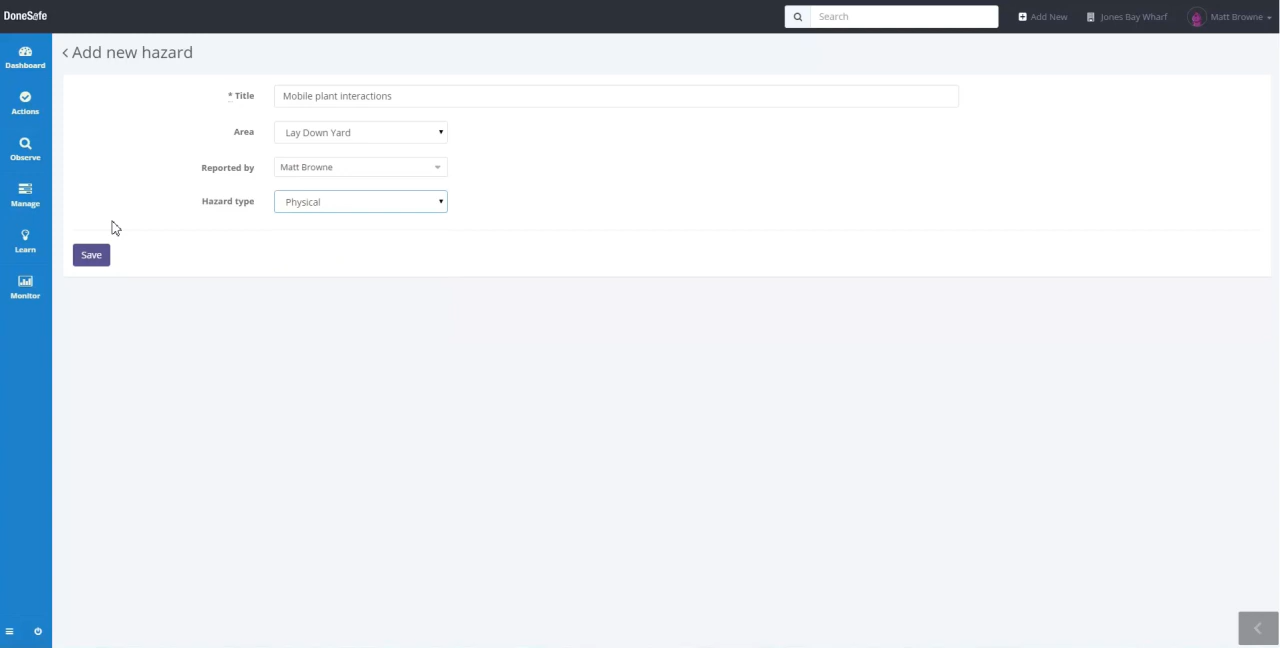 DoneSafe
Search
Add New
Jones Bay Wharf
Matt Browne
Dashboard
Actions
Observe
Manage
Learn
Monitor
< Add new hazard
* Title
Mobile plant interactions
Area
Lay Down Yard
Reported by
Matt Browne
Hazard type
Physical
Save